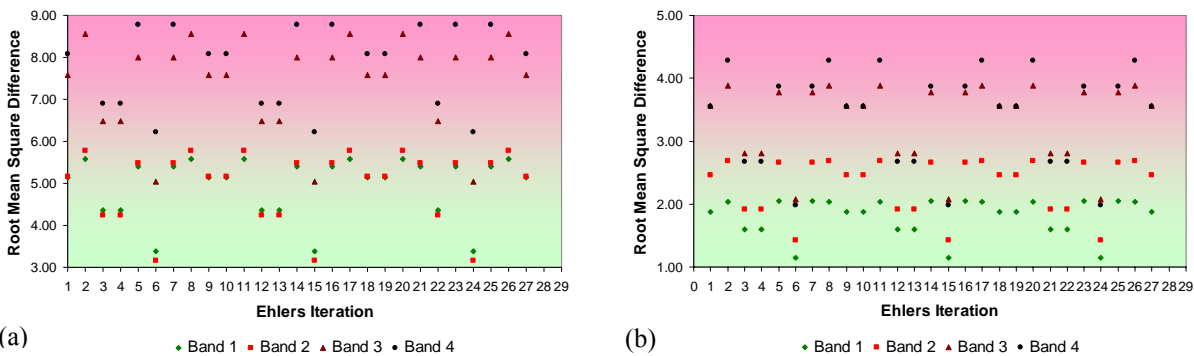 Root Mean Square Difference
9.00
8.00
7.00
6.00
5.00
4.00
3.00
1 2 3 4 5 6 7 8 9 10 11 12 13 14 15 16 17 18 19 20 21 22 23 24 25 26 27 28 29
Ehlers Iteration
(a)
Band 1 Band 2 Band 3 Band 4
Root Mean Square Difference
5.00
4.00
3.00
2.00
1.00
0 1 2 3 4 5 6 7 8 9 10 11 12 13 14 15 16 17 18 19 20 21 22 23 24 25 26 27 28 29
Ehlers Iteration
(b)
Band 1 Band 2 Band 3 Band 4